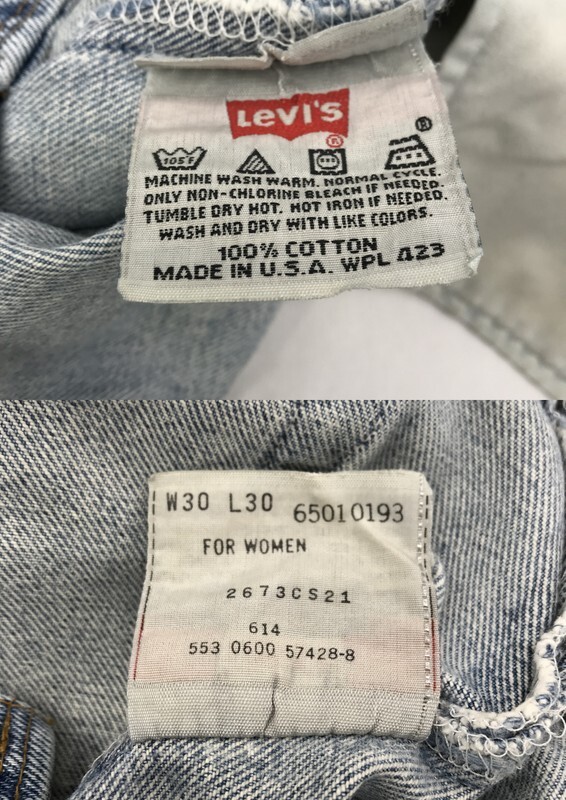 Levi's
®
105°F
®
MACHINE WASH WARM. NORMAL CYCLE.
ONLY NON-CHLORINE BLEACH IF NEEDED.
TUMBLE DRY HOT. HOT IRON IF NEEDED.
WASH AND DRY WITH LIKE COLORS.
100% COTTON
MADE IN U.S.A. WPL 423
W30 L30 65010193
FOR WOMEN
2673CS21
614
553 0600 57428-8